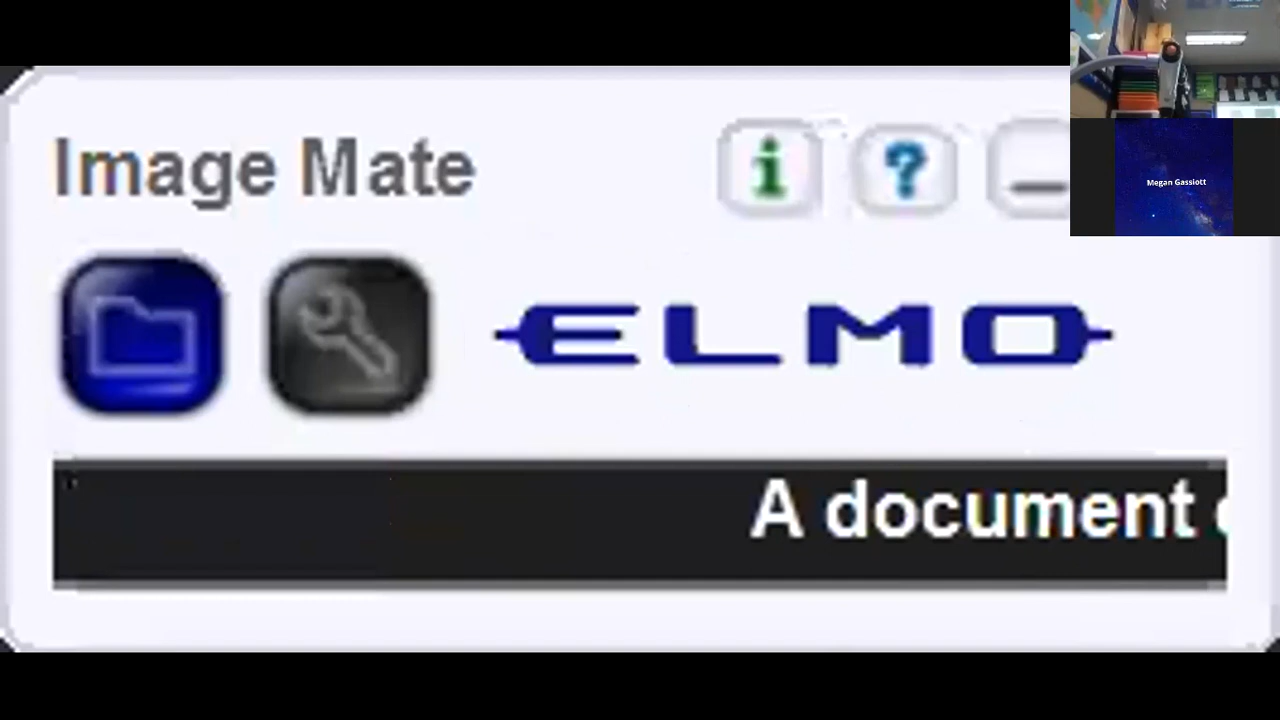 Image Mate
i ?
Megan Gassiott
ELMO
A document